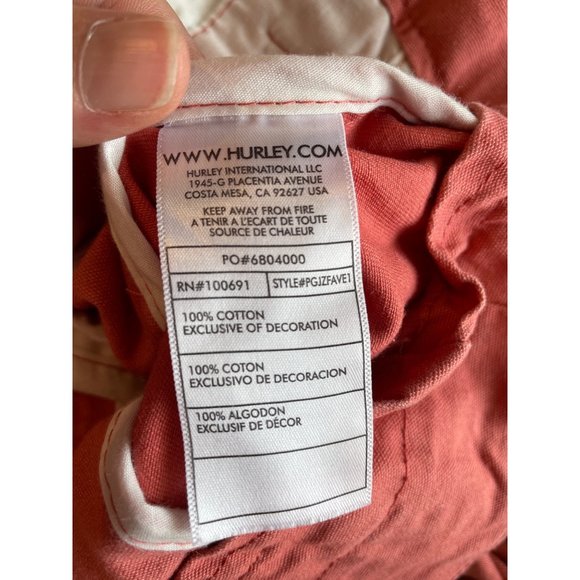 WWW.HURLEY.COM
HURLEY INTERNATIONAL LLC
1945-G PLACENTIA AVENUE
COSTA MESA, CA 92627 USA
KEEP AWAY FROM FIRE
A TENIR A L'ECART DE TOUTE
SOURCE DE CHALEUR
PO#6804000
RN#100691 STYLE#PGJZFAVE1
100% COTTON
EXCLUSIVE OF DECORATION
100% COTON
EXCLUSIVO DE DECORACION
100% ALGODON
EXCLUSIF DE DÉCOR